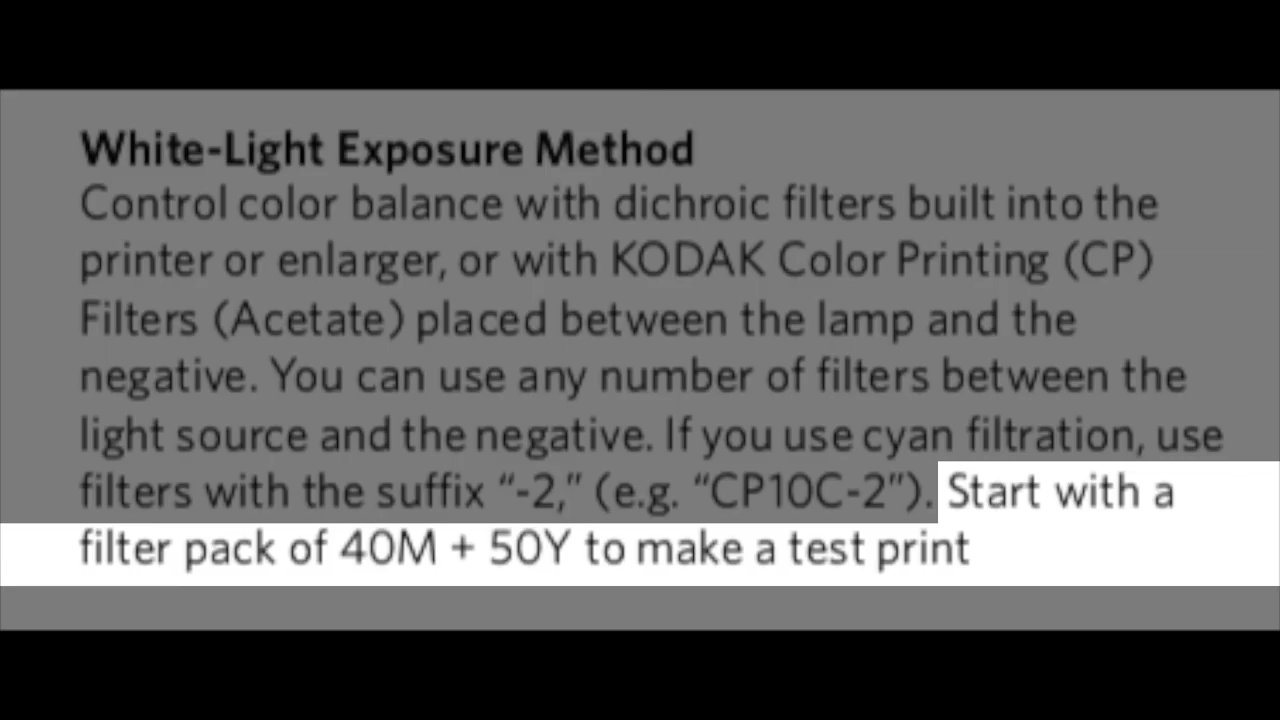 White-Light Exposure Method
Control color balance with dichroic filters built into the
printer or enlarger, or with KODAK Color Printing (CP)
Filters (Acetate) placed between the lamp and the
negative. You can use any number of filters between the
light source and the negative. If you use cyan filtration, use
filters with the suffix “-2,” (e.g. “CP10C-2”). Start with a
filter pack of 40M + 50Y to make a test print